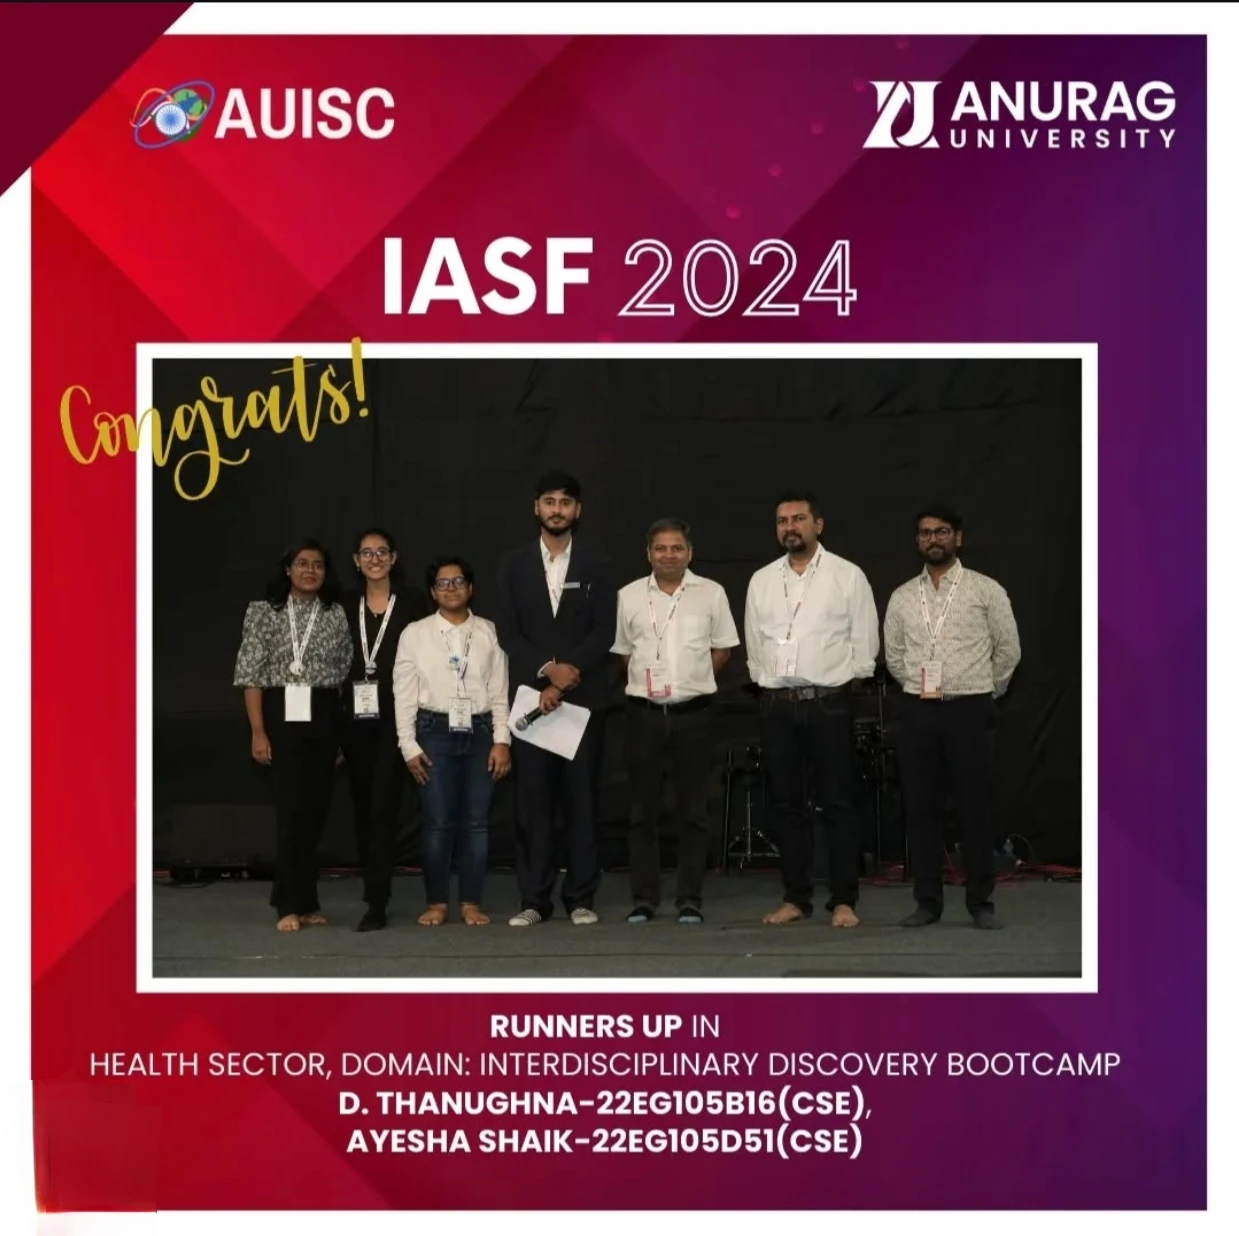 AUISC
ANURAG
UNIVERSITY
IASF 2024
Congrats!
RUNNERS UP IN
HEALTH SECTOR, DOMAIN: INTERDISCIPLINARY DISCOVERY BOOTCAMP
D. THANUGHNA-22EG105B16(CSE),
AYESHA SHAIK-22EG105D51(CSE)